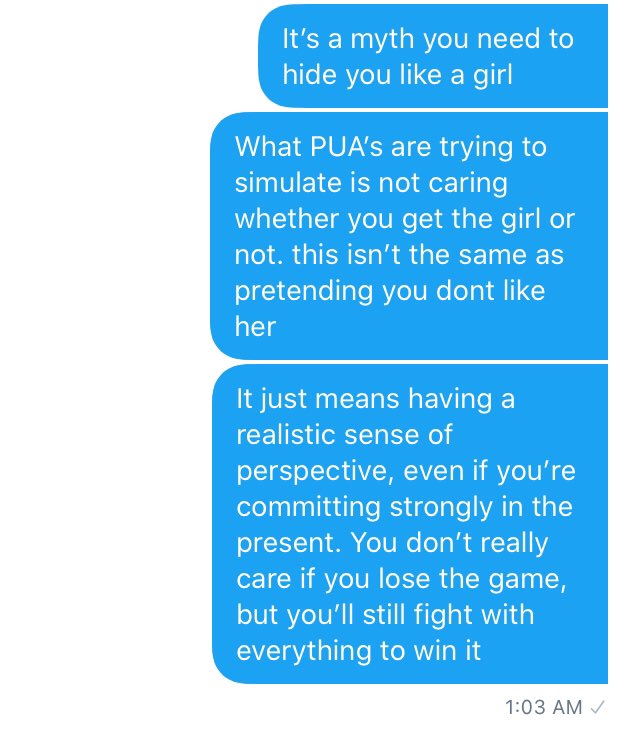 It’s a myth you need to
hide you like a girl
What PUA’s are trying to
simulate is not caring
whether you get the girl or
not. this isn’t the same as
pretending you dont like
her
It just means having a
realistic sense of
perspective, even if you’re
committing strongly in the
present. You don’t really
care if you lose the game,
but you’ll still fight with
everything to win it
1:03 AM ✓